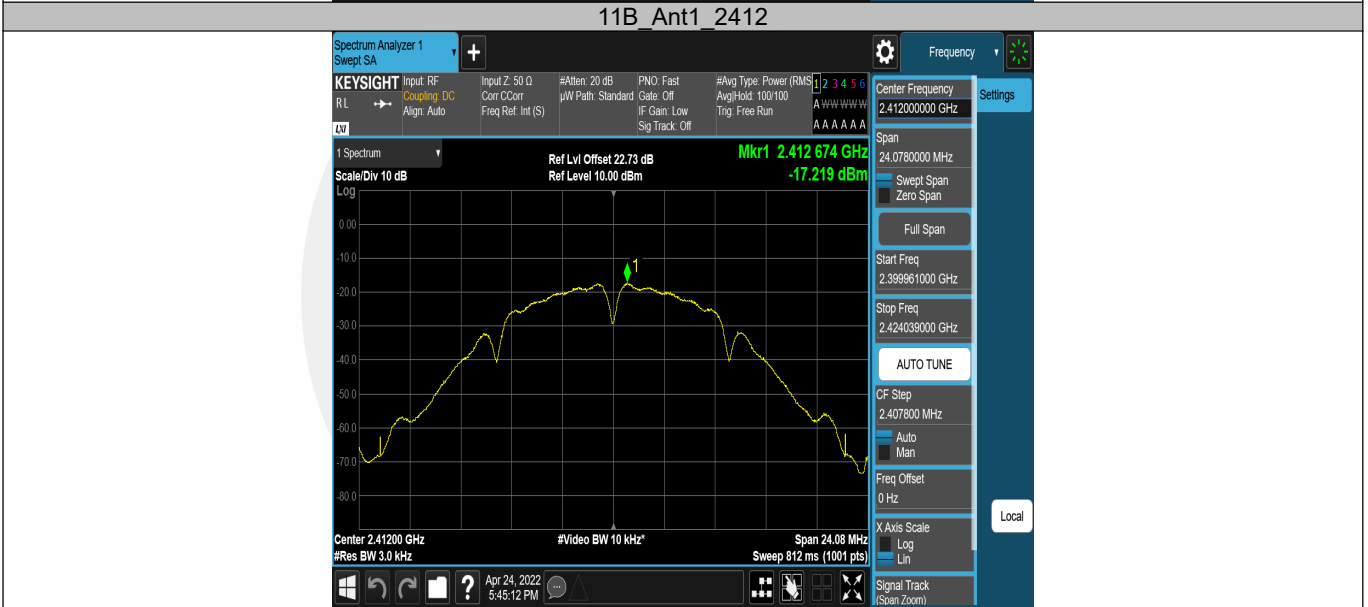 11B_Ant1_2412
Spectrum Analyzer 1
Swept SA
+
Frequency
KEYSIGHT
Input: RF
Coupling: DC
Align: Auto
Input Z: 50 Ω
Corr CCorr
Freq Ref: Int (S)
#Atten: 20 dB
µW Path: Standard
PNO: Fast
Gate: Off
IF Gain: Low
Sig Track: Off
#Avg Type: Power (RMS
Avg|Hold: 100/100
Trig: Free Run
1 2 3 4 5 6
A W W W W W
A A A A A A
R L
LXI
Center Frequency
2.412000000 GHz
Settings
1 Spectrum
Scale/Div 10 dB
Log
Ref Lvl Offset 22.73 dB
Ref Level 10.00 dBm
Mkr1 2.412 674 GHz
-17.219 dBm
0.00
-10.0
-20.0
-30.0
-40.0
-50.0
-60.0
-70.0
-80.0
1
Center 2.41200 GHz
#Res BW 3.0 kHz
#Video BW 10 kHz*
Span 24.08 MHz
Sweep 812 ms (1001 pts)
Span
24.0780000 MHz
Swept Span
Zero Span
Full Span
Start Freq
2.399961000 GHz
Stop Freq
2.424039000 GHz
AUTO TUNE
CF Step
2.407800 MHz
Auto
Man
Freq Offset
0 Hz
X Axis Scale
Log
Lin
Signal Track
(Span Zoom)
Local
?
Apr 24, 2022
5:45:12 PM